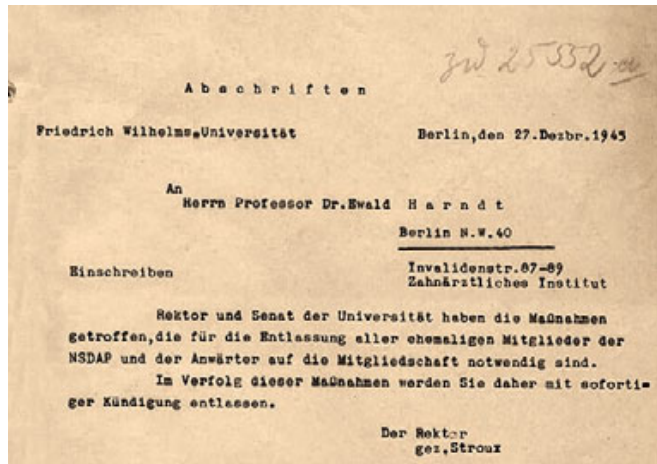 zu 25552
A b s c h r i f t e n
Friedrich Wilhelms-Universität Berlin,den 27.Dezbr.1945
An
Herrn Professor Dr.Ewald H a r n d t
Berlin N.W.40
Einschreiben Invalidenstr.87-89
Zahnärztliches Institut
Rektor und Senat der Universität haben die Maßnahmen
getroffen,die für die Entlassung aller ehemaligen Mitglieder der
NSDAP und der Anwärter auf die Mitgliedschaft notwendig sind.
Im Verfolg dieser Maßnahmen werden Sie daher mit soforti=
ger Kündigung entlassen.
Der Rektor
gez.Stroux